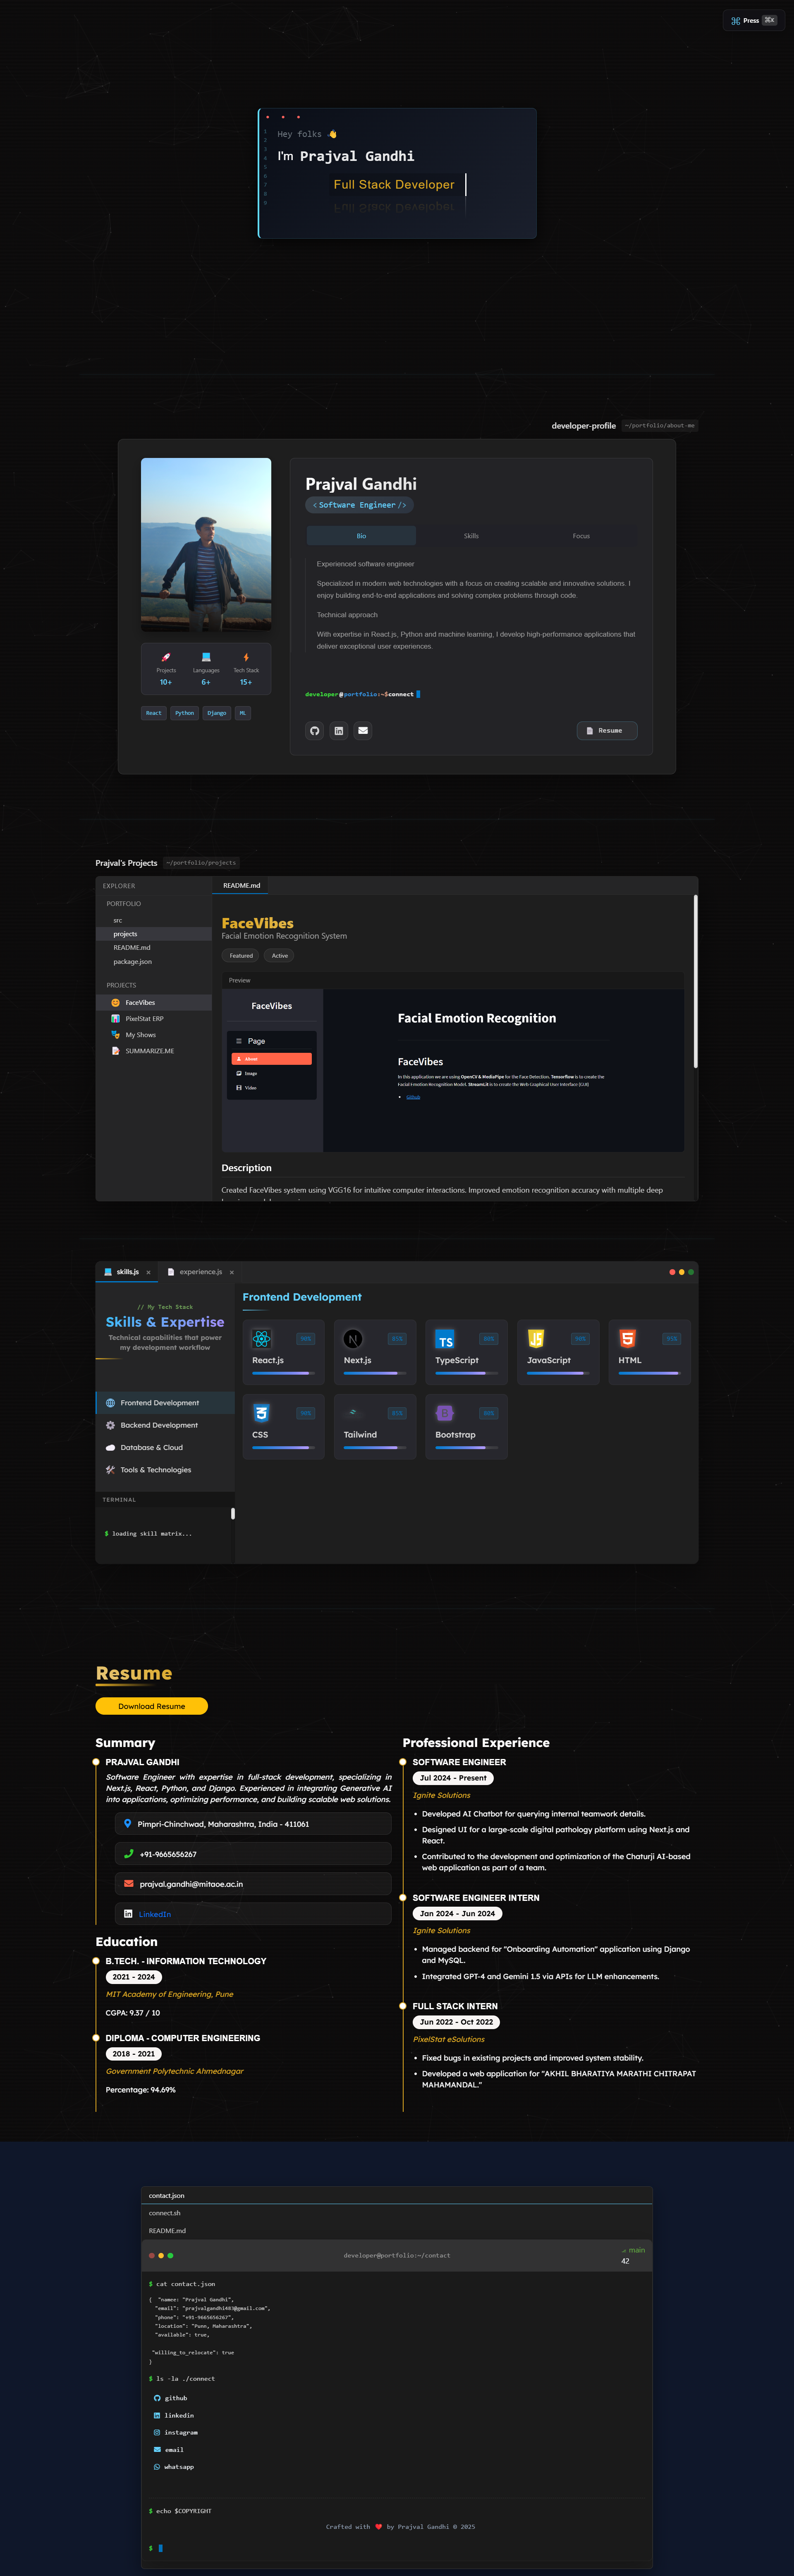 Press ⌘K
1
2
3
4
5
6
7
8
9
Hey folks 👋
I'm Prajval Gandhi
Full Stack Developer
developer-profile ~/portfolio/about-me
Prajval Gandhi
< Software Engineer />
Bio Skills Focus
Experienced software engineer
Specialized in modern web technologies with a focus on creating scalable and innovative solutions. I
enjoy building end-to-end applications and solving complex problems through code.
Technical approach
With expertise in React.js, Python and machine learning, I develop high-performance applications that
deliver exceptional user experiences.
Projects Languages Tech Stack
10+ 6+ 15+
React Python Django ML
developer@portfolio:~$connect
Resume
Prajval's Projects ~/portfolio/projects
EXPLORER
PORTFOLIO
src
projects
README.md
package.json
PROJECTS
FaceVibes
PixelStat ERP
My Shows
SUMMARIZE.ME
README.md
FaceVibes
Facial Emotion Recognition System
Featured Active
Preview
FaceVibes
Page
About
Image
Video
Facial Emotion Recognition
FaceVibes
In this application we are using OpenCV & MediaPipe for the Face Detection. Tensorflow is to create the
Facial Emotion Recognition Model. StreamLit is to create the Web Graphical User Interface (GUI)
Github
Description
Created FaceVibes system using VGG16 for intuitive computer interactions. Improved emotion recognition accuracy with multiple deep
skills.js × experience.js ×
// My Tech Stack
Skills & Expertise
Technical capabilities that power
my development workflow
Frontend Development
Backend Development
Database & Cloud
Tools & Technologies
TERMINAL
$ loading skill matrix...
Frontend Development
React.js
Next.js
TypeScript
JavaScript
HTML
CSS
Tailwind
Bootstrap
Resume
Download Resume
Summary
PRAJVAL GANDHI
Software Engineer with expertise in full-stack development, specializing in
Next.js, React, Python, and Django. Experienced in integrating Generative AI
into applications, optimizing performance, and building scalable web solutions.
Pimpri-Chinchwad, Maharashtra, India - 411061
+91-9665656267
prajval.gandhi@mitaoe.ac.in
LinkedIn
Education
B.TECH. - INFORMATION TECHNOLOGY
2021 - 2024
MIT Academy of Engineering, Pune
CGPA: 9.37 / 10
DIPLOMA - COMPUTER ENGINEERING
2018 - 2021
Government Polytechnic Ahmednagar
Percentage: 94.69%
Professional Experience
SOFTWARE ENGINEER
Jul 2024 - Present
Ignite Solutions
Developed AI Chatbot for querying internal teamwork details.
Designed UI for a large-scale digital pathology platform using Next.js and
React.
Contributed to the development and optimization of the Chaturji AI-based
web application as part of a team.
SOFTWARE ENGINEER INTERN
Jan 2024 - Jun 2024
Ignite Solutions
Managed backend for "Onboarding Automation" application using Django
and MySQL.
Integrated GPT-4 and Gemini 1.5 via APIs for LLM enhancements.
FULL STACK INTERN
Jun 2022 - Oct 2022
PixelStat eSolutions
Fixed bugs in existing projects and improved system stability.
Developed a web application for "AKHIL BHARATIYA MARATHI CHITRAPAT
MAHAMANDAL."
contact.json
connect.sh
README.md
developer@portfolio:~/contact
main
42
$ cat contact.json
{ "name": "Prajval Gandhi",
"email": "prajvalgandhi483@gmail.com",
"phone": "+91-9665656267",
"location": "Pune, Maharashtra",
"available": true,
"willing_to_relocate": true
}
$ ls -la ./connect
github
linkedin
instagram
email
whatsapp
$ echo $COPYRIGHT
Crafted with ❤️ by Prajval Gandhi © 2025
$